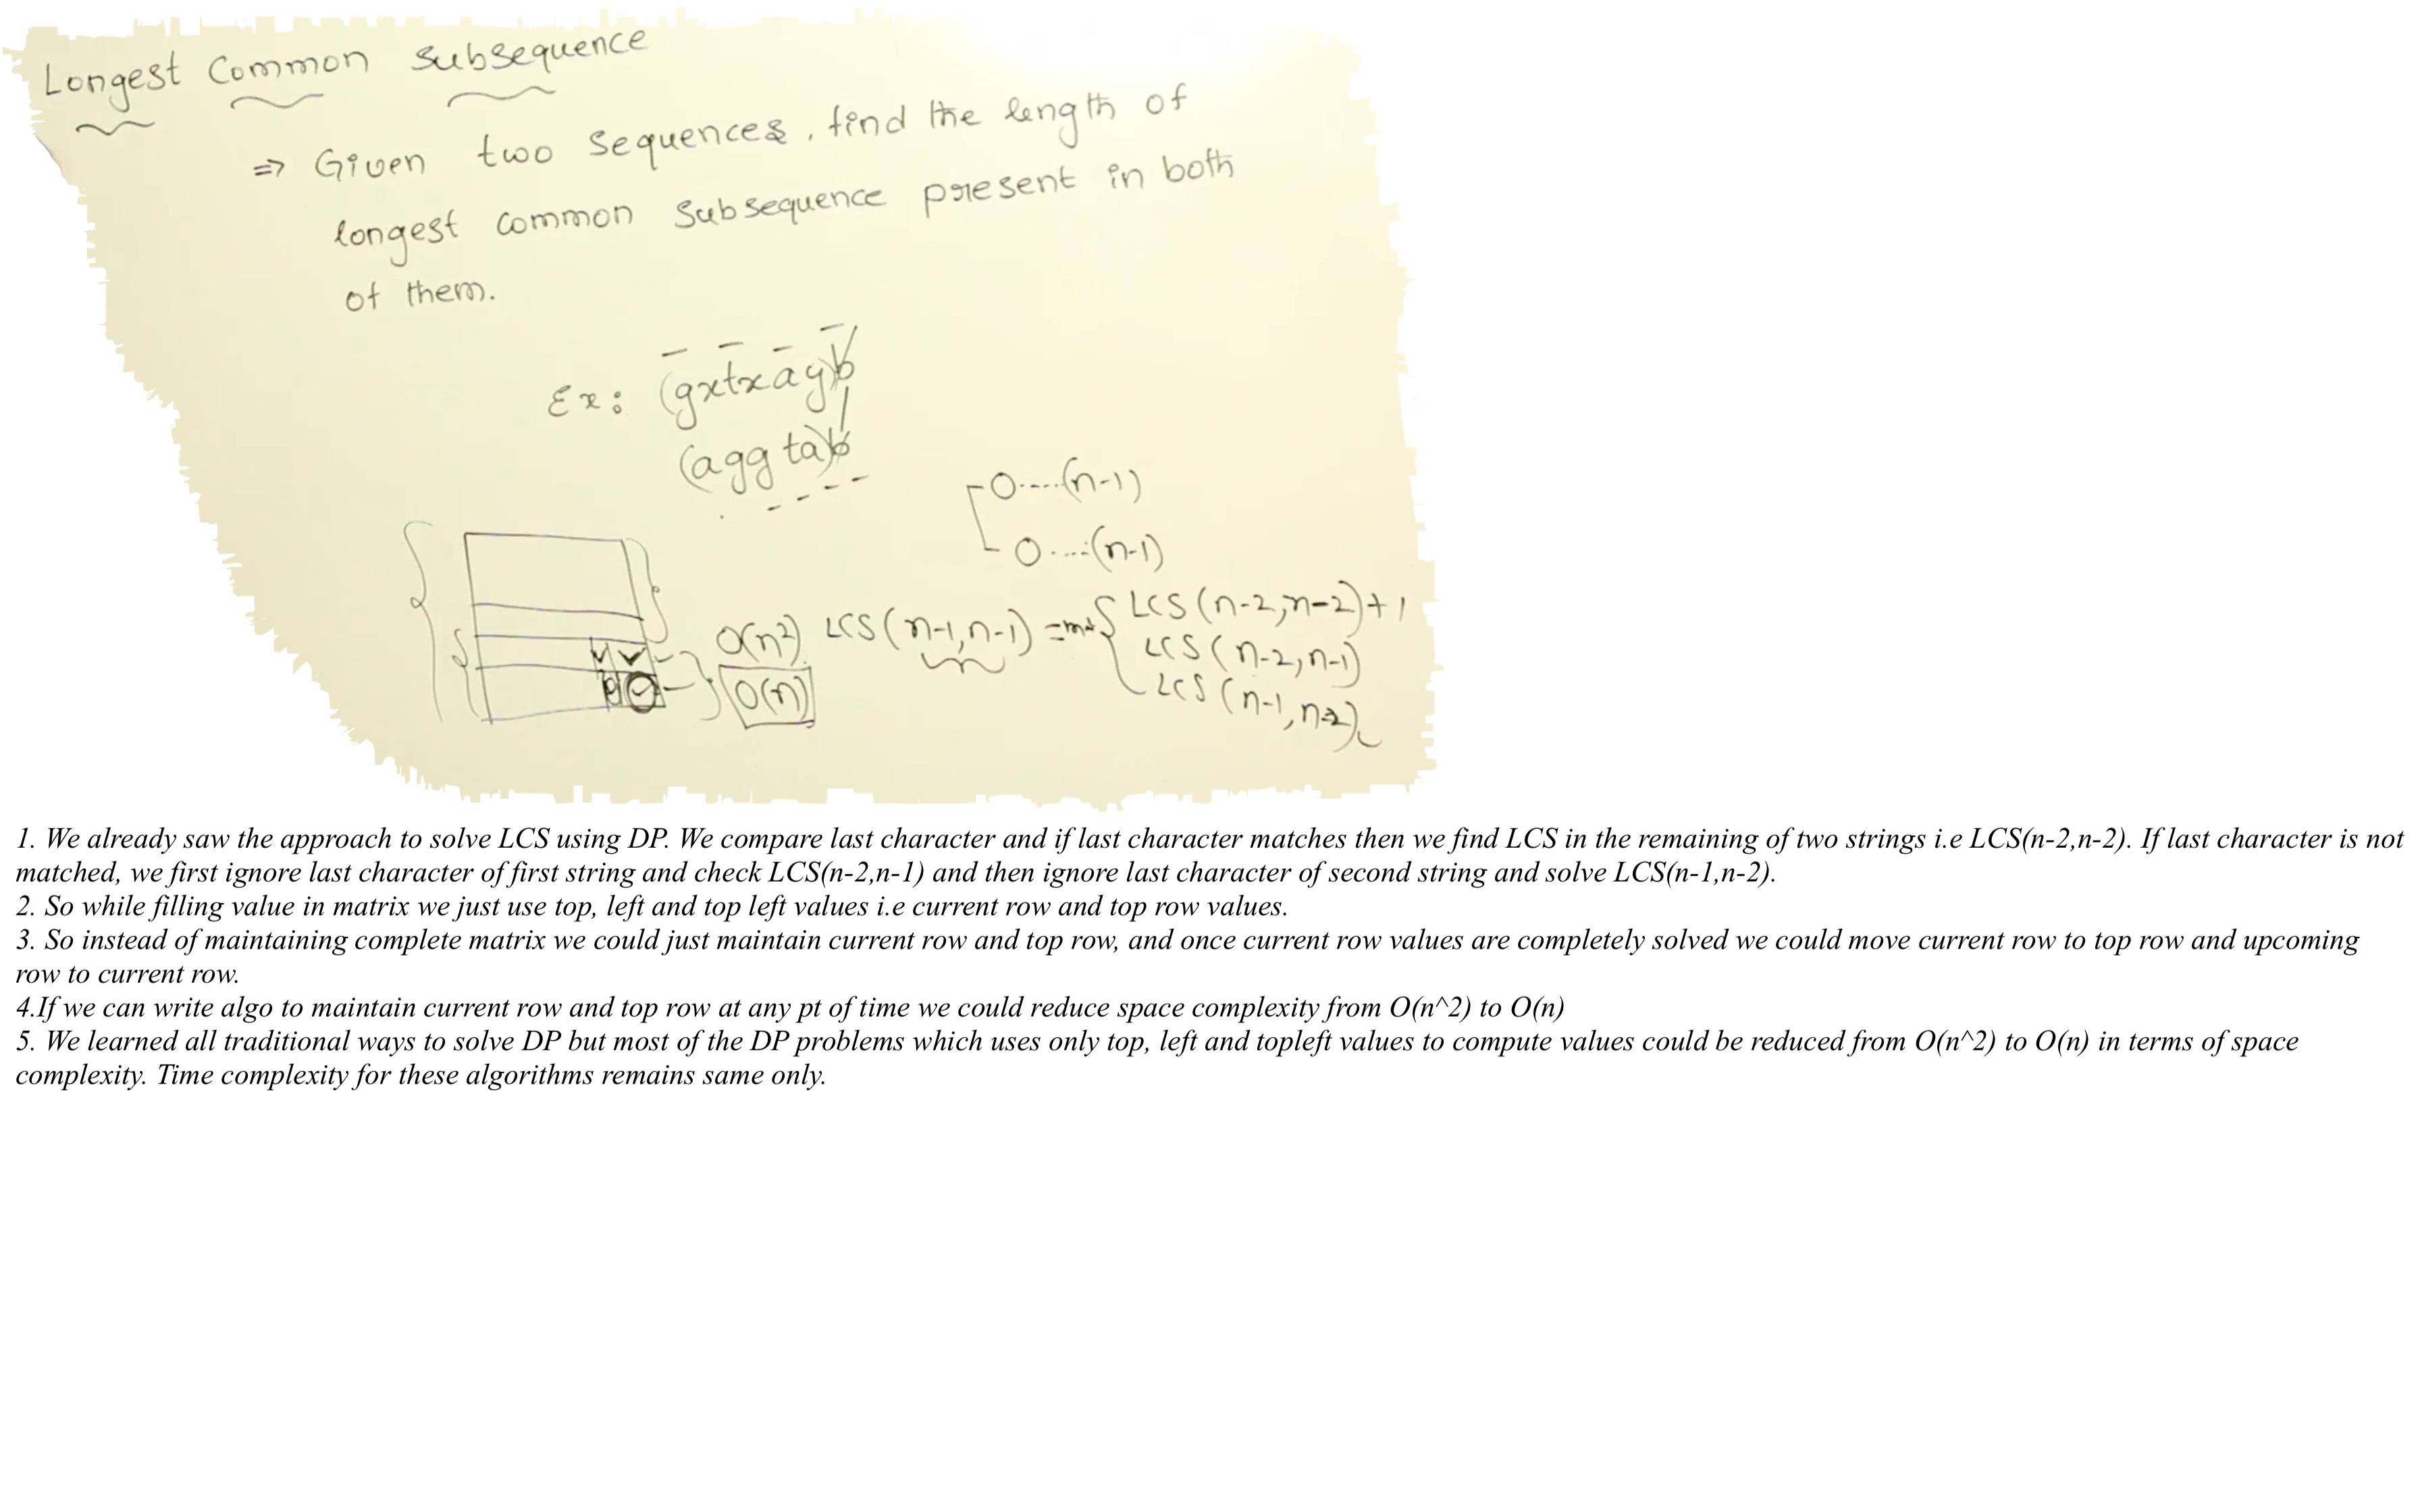 Longest Common Subsequence
=> Given two sequences, find the length of
longest common subsequence present in both
of them.
Ex: (gxtxay)b
(aggta)b
0....(n-1)
0....(n-1)
O(n²) LCS(n-1,n-1) = { LCS(n-2,n-2)+1
LCS(n-2,n-1)
O(n) LCS(n-1,n-2)
1. We already saw the approach to solve LCS using DP. We compare last character and if last character matches then we find LCS in the remaining of two strings i.e LCS(n-2,n-2). If last character is not
matched, we first ignore last character of first string and check LCS(n-2,n-1) and then ignore last character of second string and solve LCS(n-1,n-2).
2. So while filling value in matrix we just use top, left and top left values i.e current row and top row values.
3. So instead of maintaining complete matrix we could just maintain current row and top row, and once current row values are completely solved we could move current row to top row and upcoming
row to current row.
4.If we can write algo to maintain current row and top row at any pt of time we could reduce space complexity from O(n^2) to O(n)
5. We learned all traditional ways to solve DP but most of the DP problems which uses only top, left and topleft values to compute values could be reduced from O(n^2) to O(n) in terms of space
complexity. Time complexity for these algorithms remains same only.